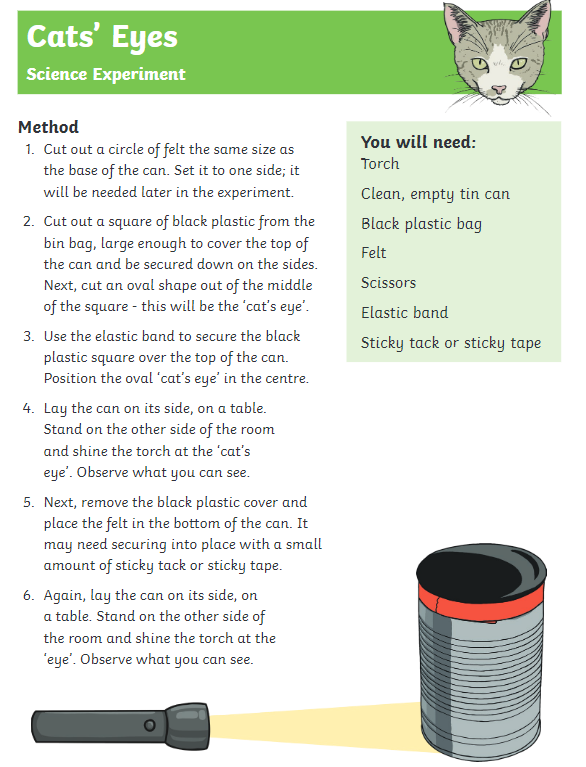 Cats' Eyes
Science Experiment
Method
1. Cut out a circle of felt the same size as
the base of the can. Set it to one side; it
will be needed later in the experiment.
2. Cut out a square of black plastic from the
bin bag, large enough to cover the top of
the can and be secured down on the sides.
Next, cut an oval shape out of the middle
of the square - this will be the ‘cat’s eye’.
3. Use the elastic band to secure the black
plastic square over the top of the can.
Position the oval ‘cat’s eye’ in the centre.
4. Lay the can on its side, on a table.
Stand on the other side of the room
and shine the torch at the ‘cat’s
eye’. Observe what you can see.
5. Next, remove the black plastic cover and
place the felt in the bottom of the can. It
may need securing into place with a small
amount of sticky tack or sticky tape.
6. Again, lay the can on its side, on
a table. Stand on the other side of
the room and shine the torch at the
‘eye’. Observe what you can see.
You will need:
Torch
Clean, empty tin can
Black plastic bag
Felt
Scissors
Elastic band
Sticky tack or sticky tape